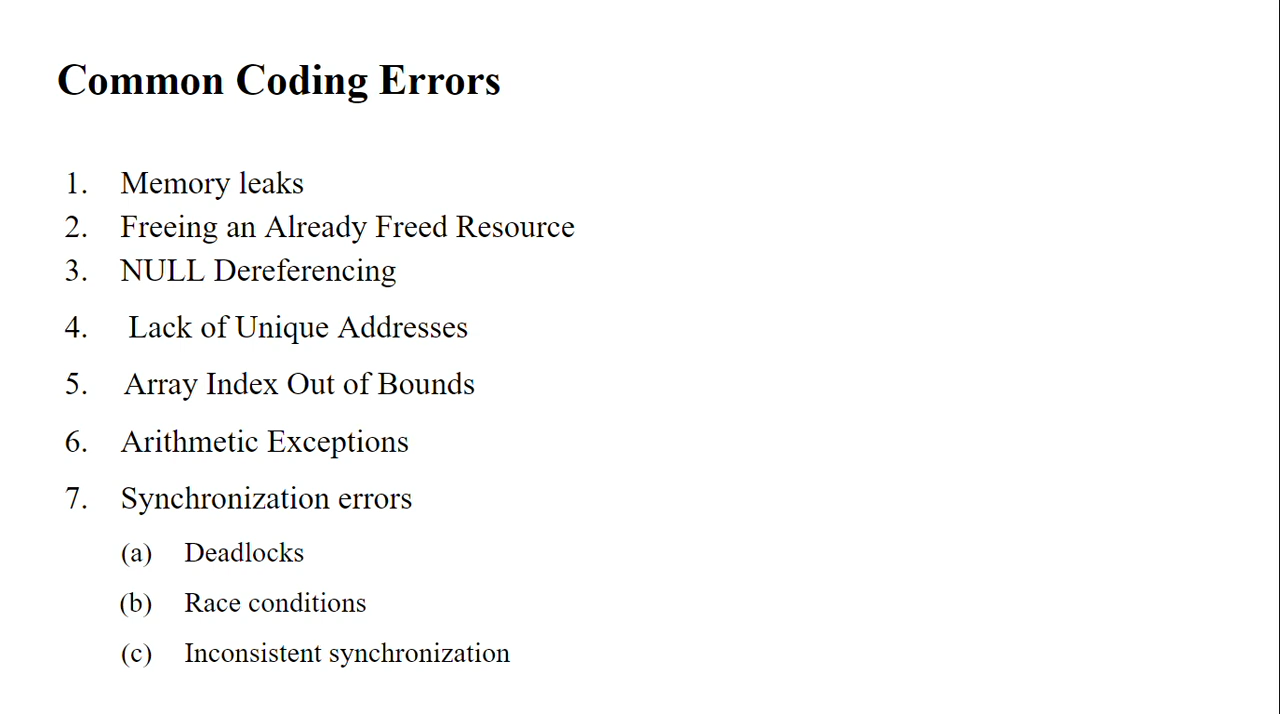 Common Coding Errors
1. Memory leaks
2. Freeing an Already Freed Resource
3. NULL Dereferencing
4. Lack of Unique Addresses
5. Array Index Out of Bounds
6. Arithmetic Exceptions
7. Synchronization errors
(a) Deadlocks
(b) Race conditions
(c) Inconsistent synchronization